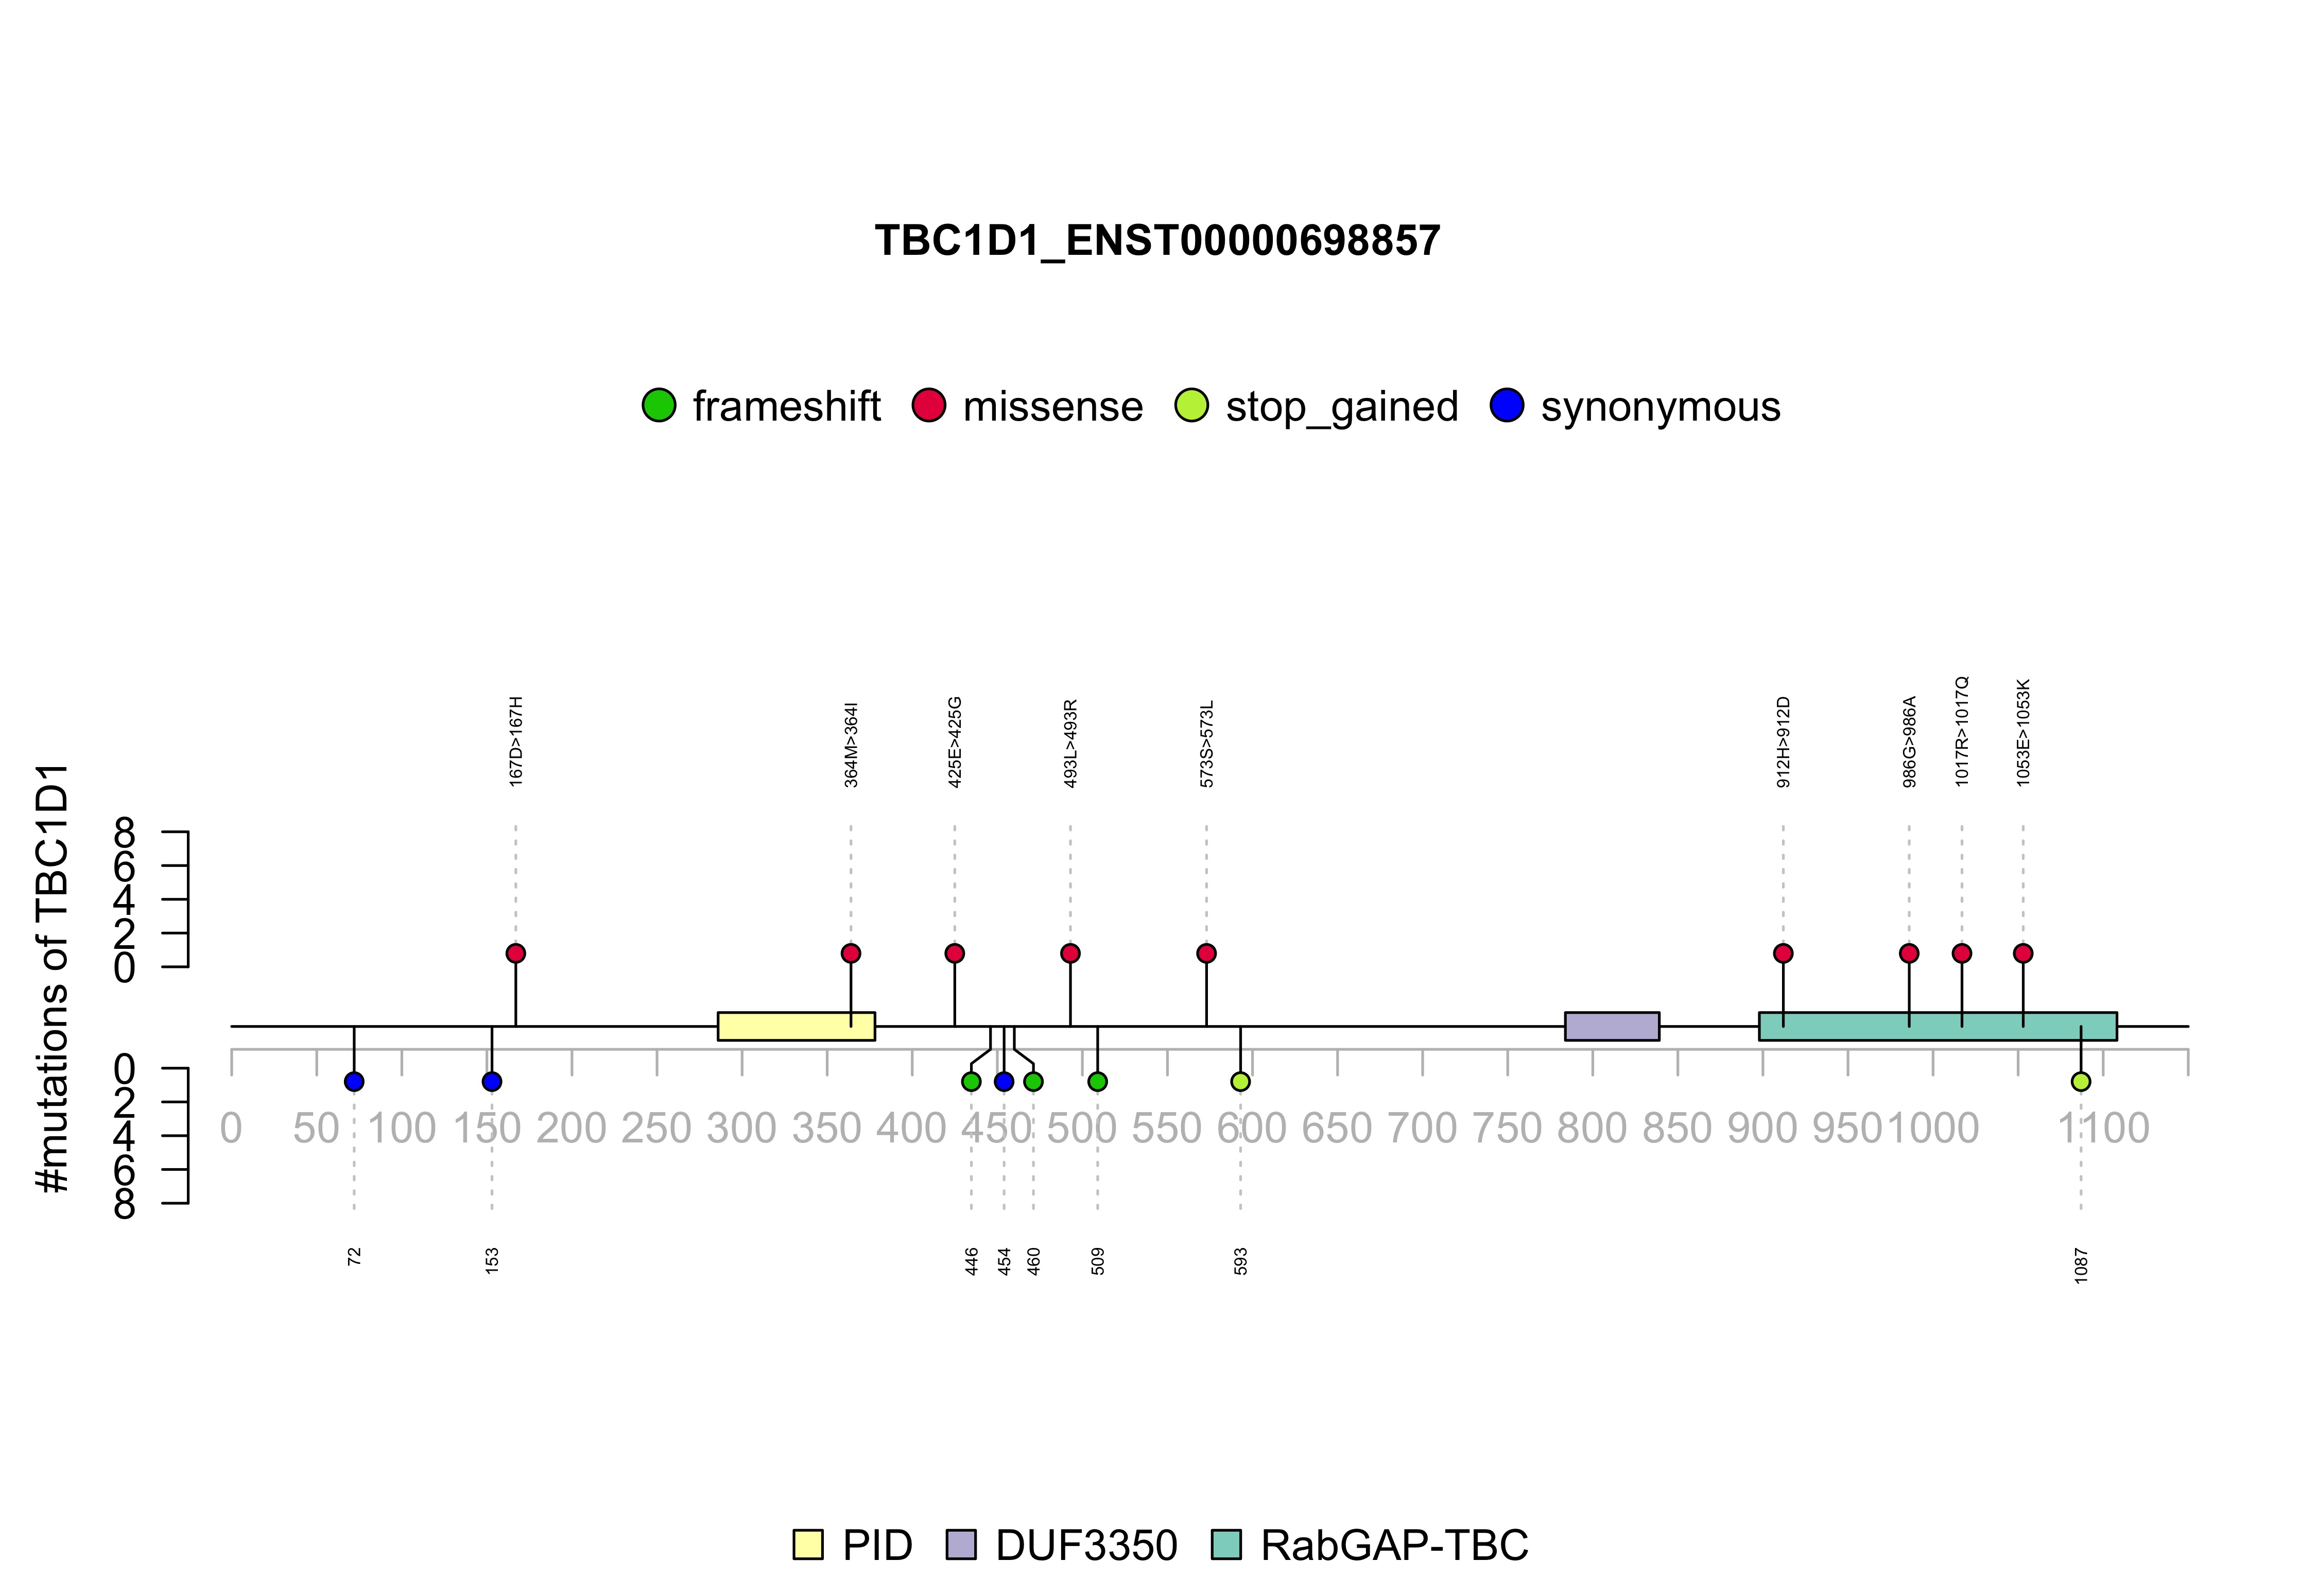 TBC1D1_ENST00000698857
frameshift missense stop_gained synonymous
167D>167H 364M>364I 425E>425G 493L>493R 573S>573L 912H>912D 986G>986A 1017R>1017Q 1053E>1053K
#mutations of TBC1D1
8
6
4
2
0
0
2
4
6
8
0 50 100 150 200 250 300 350 400 450 500 550 600 650 700 750 800 850 900 950 1000 1100
72 153 446 454 460 509 593 1087
PID DUF3350 RabGAP-TBC